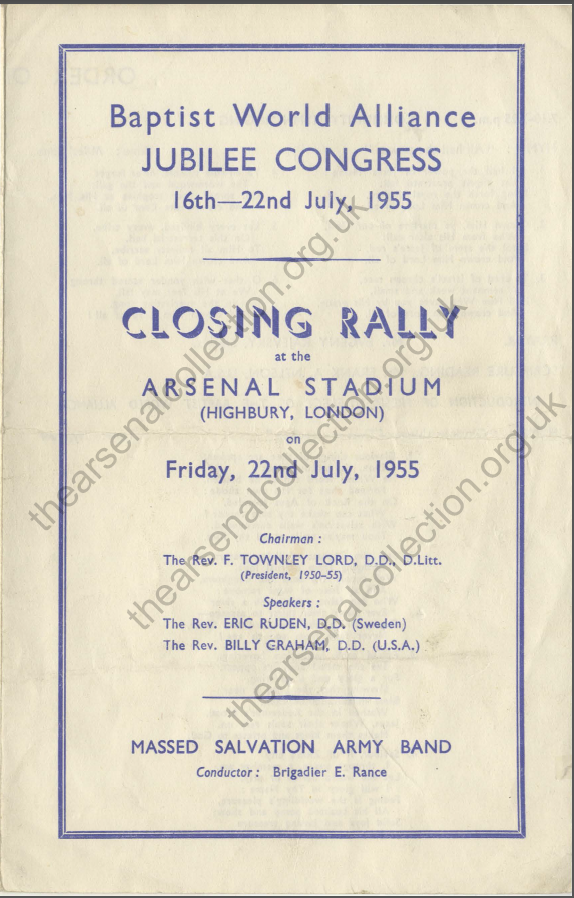 Baptist World Alliance
JUBILEE CONGRESS
16th—22nd July, 1955
CLOSING RALLY
at the
ARSENAL STADIUM
(HIGHBURY, LONDON)
on
Friday, 22nd July, 1955
Chairman :
The Rev. F. TOWNLEY LORD, D.D., D.Litt.
(President, 1950–55)
Speakers :
The Rev. ERIC RUDEN, D.D. (Sweden)
The Rev. BILLY GRAHAM, D.D. (U.S.A.)
MASSED SALVATION ARMY BAND
Conductor : Brigadier E. Rance
thearsenalcollection.org.uk
thearsenalcollection.org.uk
thearsenalcollection.org.uk